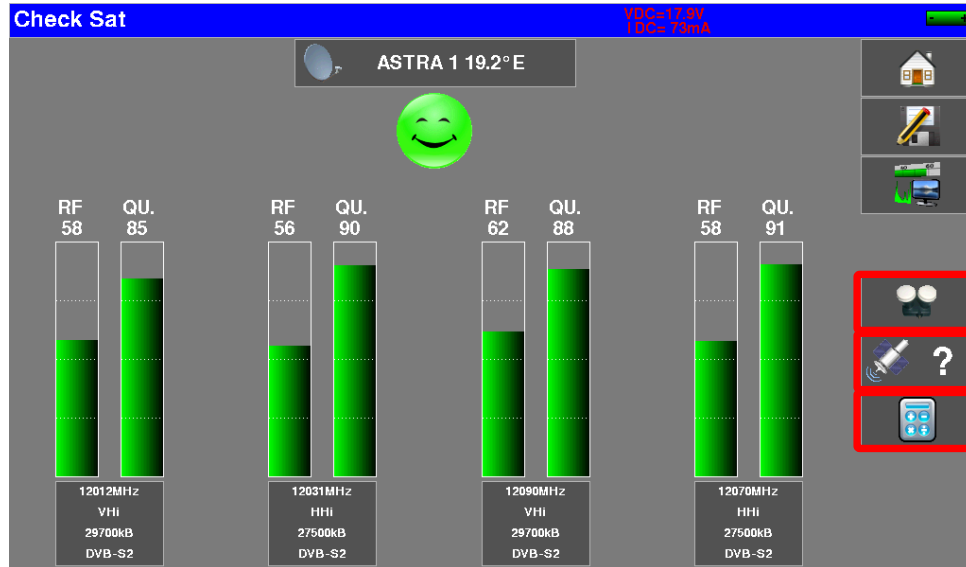 Check Sat
VDC=17.9V
I DC= 73mA
ASTRA 1 19.2°E
RF QU. RF QU. RF QU. RF QU.
58 85 56 90 62 88 58 91
?
12012MHz 12031MHz 12090MHz 12070MHz
VHi HHi VHi HHi
29700kB 27500kB 29700kB 27500kB
DVB-S2 DVB-S2 DVB-S2 DVB-S2